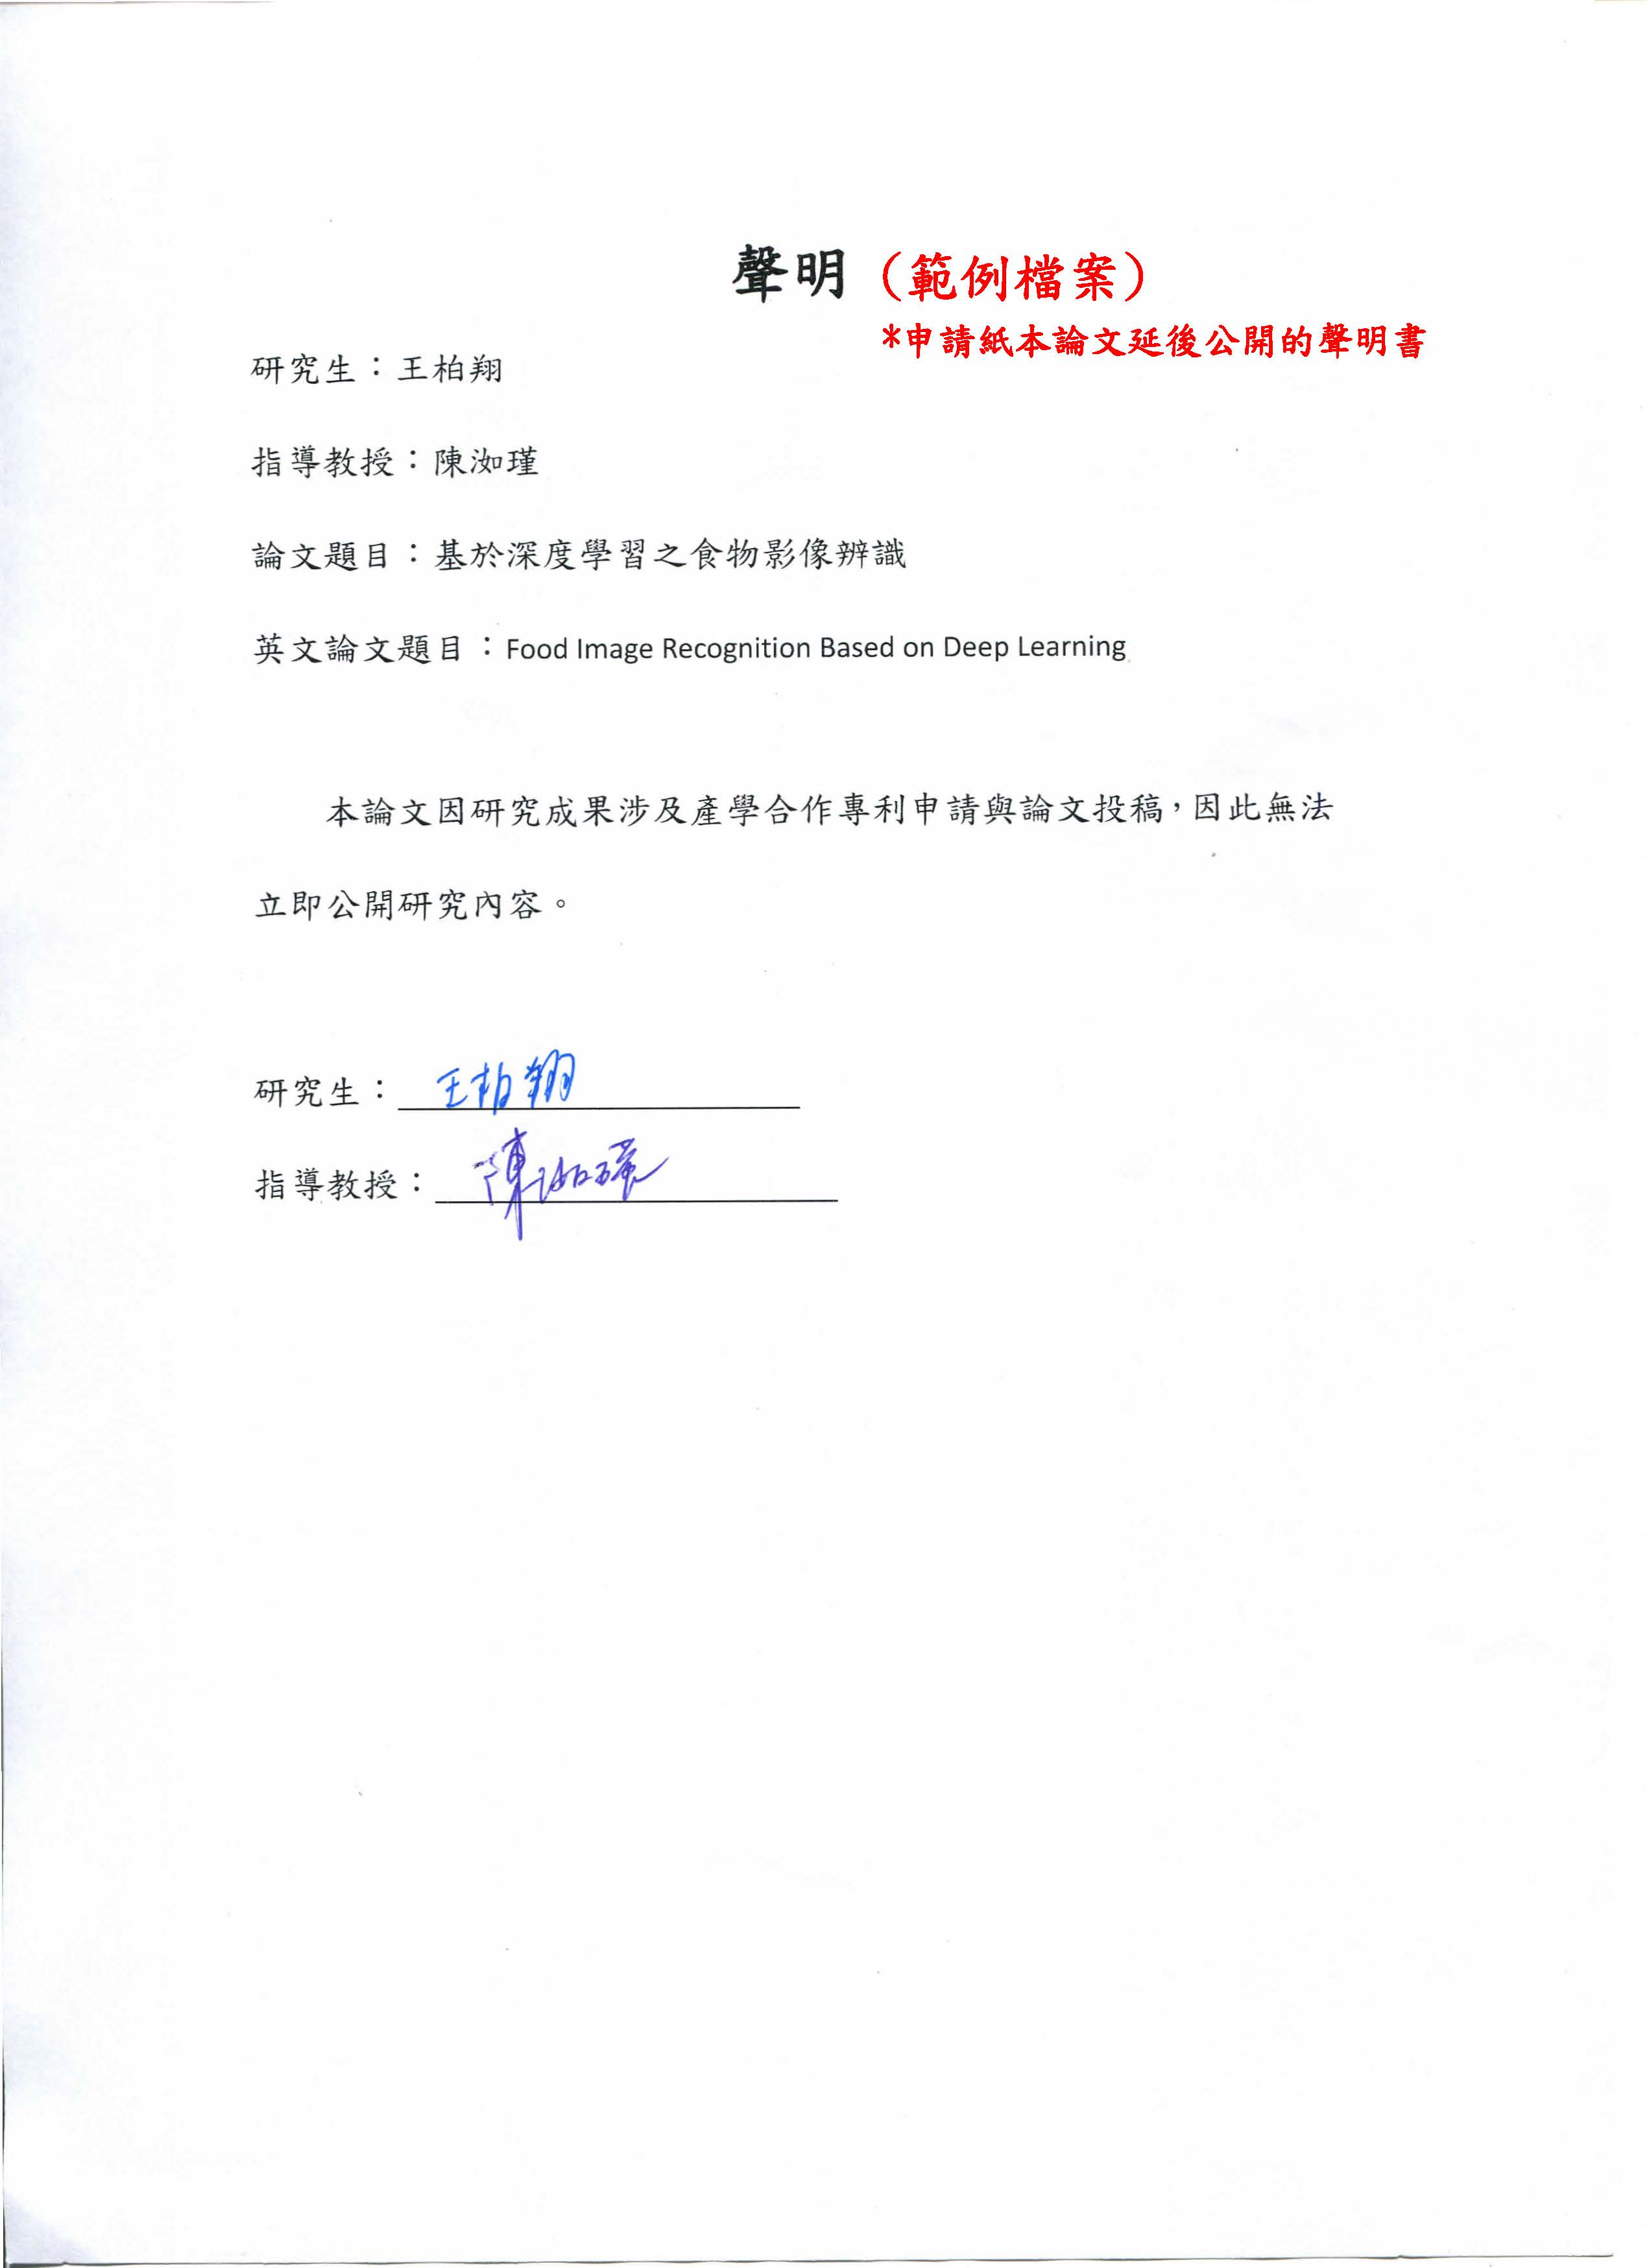 聲明（範例檔案）
*申請紙本論文延後公開的聲明書
研究生：王柏翔
指導教授：陳洳瑾
論文題目：基於深度學習之食物影像辨識
英文論文題目：Food Image Recognition Based on Deep Learning
本論文因研究成果涉及產學合作專利申請與論文投稿，因此無法
立即公開研究內容。
研究生：王柏翔
指導教授：陳洳瑾